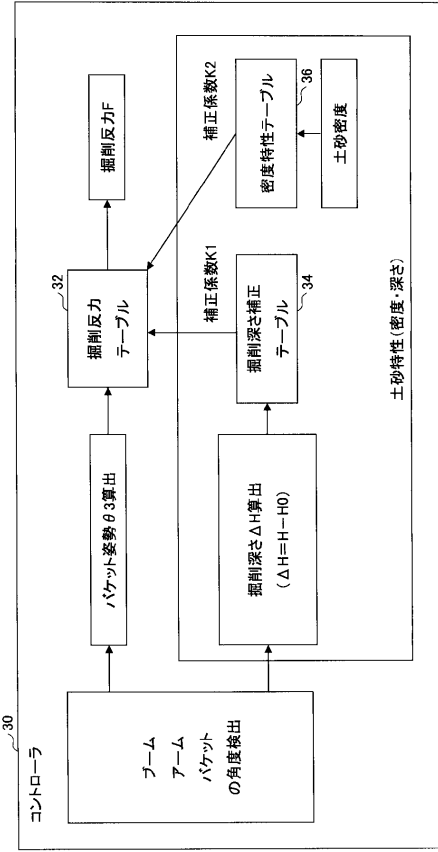 30
コントローラ
ブーム
アーム
バケット
の角度検出
バケット姿勢θ3算出
32
掘削反力
テーブル
掘削反力F
掘削深さΔH算出
(ΔH=H-H0)
補正係数K1
掘削深さ補正
テーブル
34
補正係数K2
密度特性テーブル
36
土砂密度
土砂特性(密度・深さ)